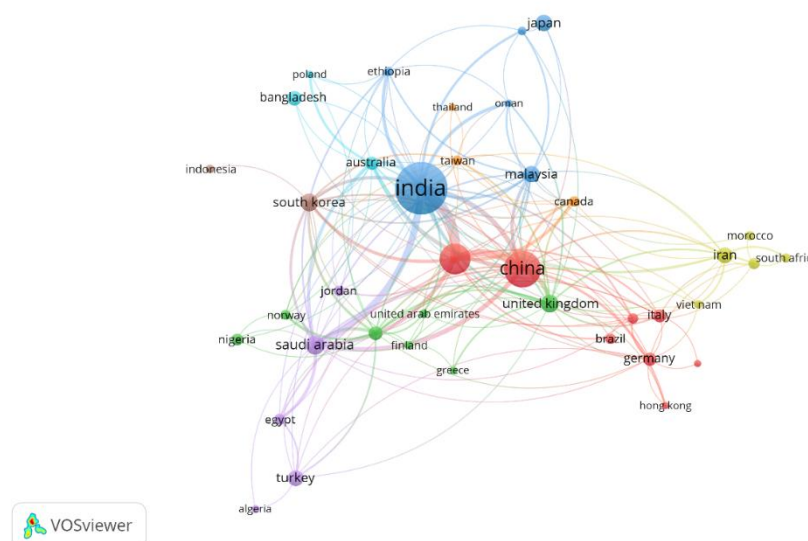 japan
poland
ethiopia
bangladesh
thailand
oman
taiwan
indonesia
australia
malaysia
india
south korea
canada
morocco
iran
south afri
china
jordan
united kingdom
viet nam
norway
united arab emirates
italy
nigeria
saudi arabia
finland
brazil
germany
greece
hong kong
egypt
turkey
algeria
VOSviewer